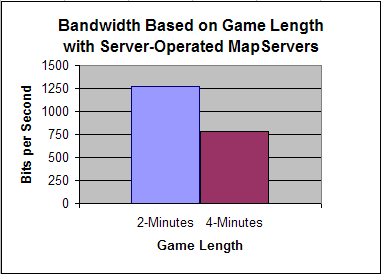 Bandwidth Based on Game Length
with Server-Operated MapServers
1500
1250
1000
750
500
250
0
Bits per Second
2-Minutes 4-Minutes
Game Length